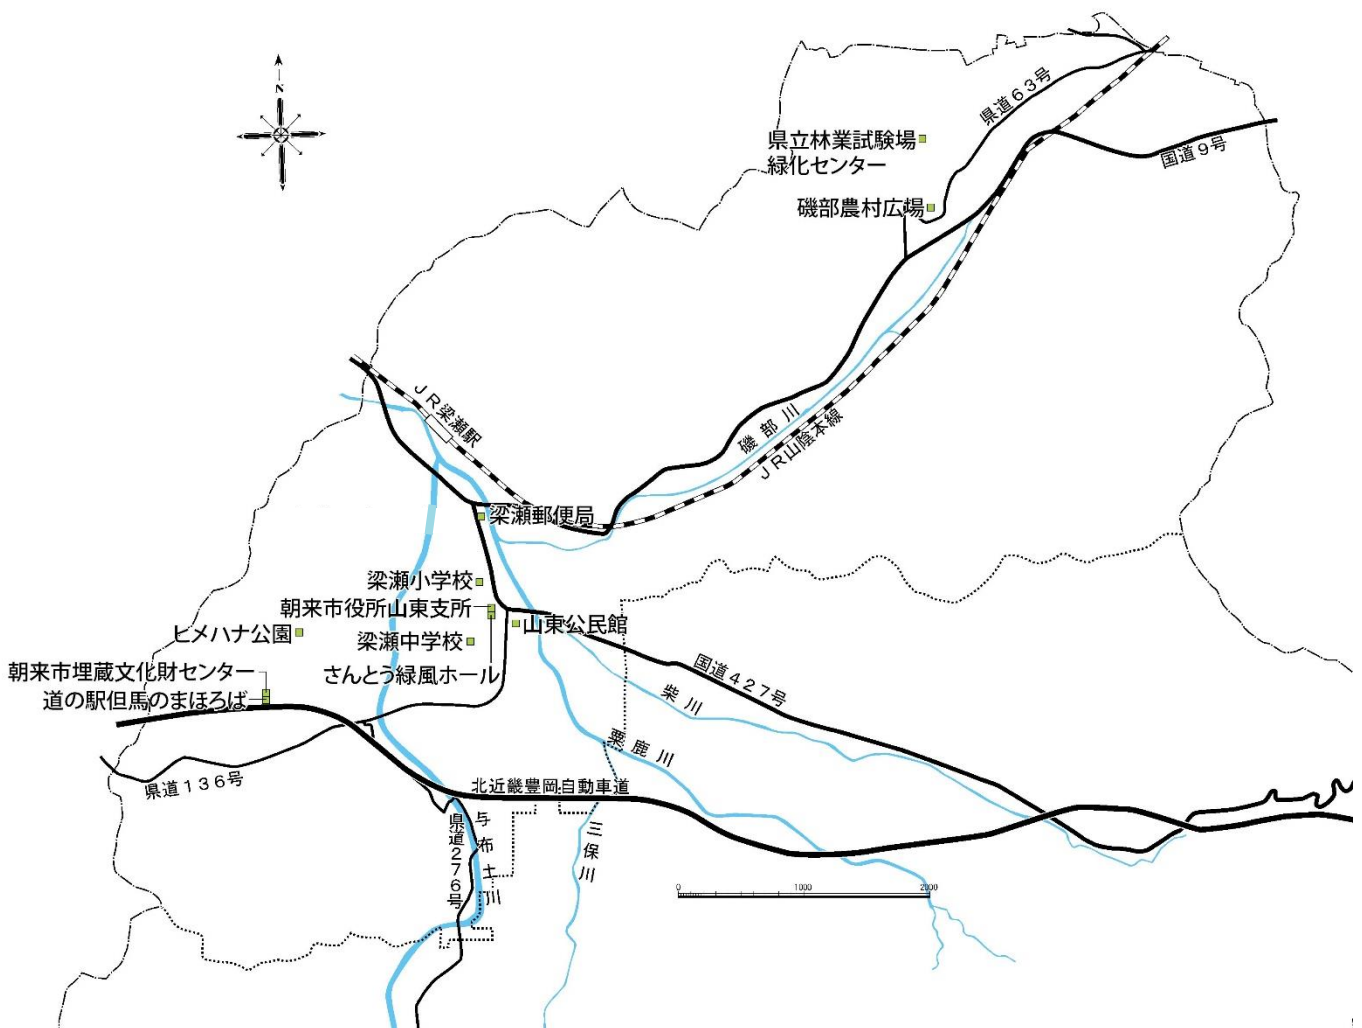 N
県道63号
県立林業試験場
緑化センター
国道9号
磯部農村広場
JR梁瀬駅
磯部川
JR山陰本線
梁瀬郵便局
梁瀬小学校
朝来市役所山東支所
山東公民館
ヒメハナ公園
梁瀬中学校
さんとう緑風ホール
朝来市埋蔵文化財センター
道の駅但馬のまほろば
国道427号
柴川
粟鹿川
県道136号
北近畿豊岡自動車道
県道276号
与布土川
三保川
0 1000 2000